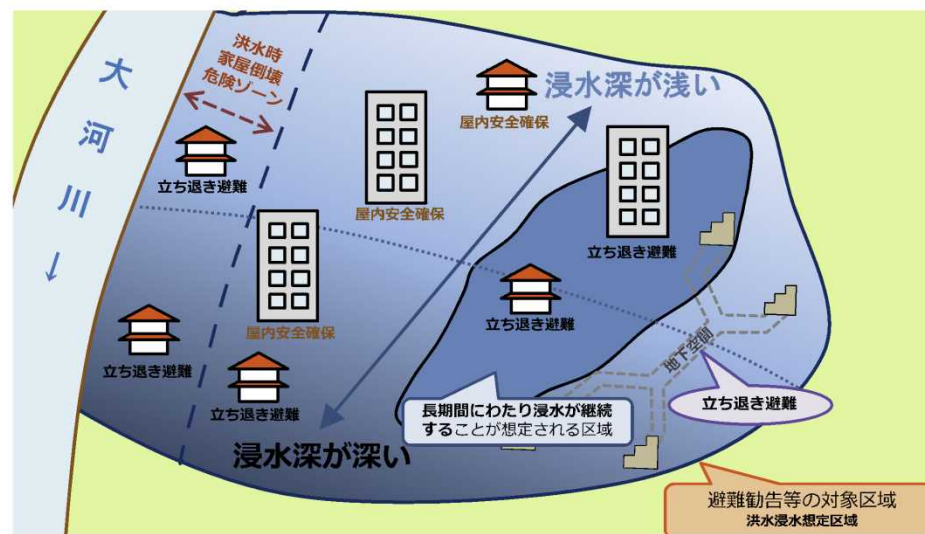 大河川
↓
洪水時
家屋倒壊
危険ゾーン
浸水深が浅い
屋内安全確保
立ち退き避難
屋内安全確保
立ち退き避難
屋内安全確保
立ち退き避難
立ち退き避難
立ち退き避難
地下空間
立ち退き避難
長期間にわたり浸水が継続
することが想定される区域
浸水深が深い
避難勧告等の対象区域
洪水浸水想定区域